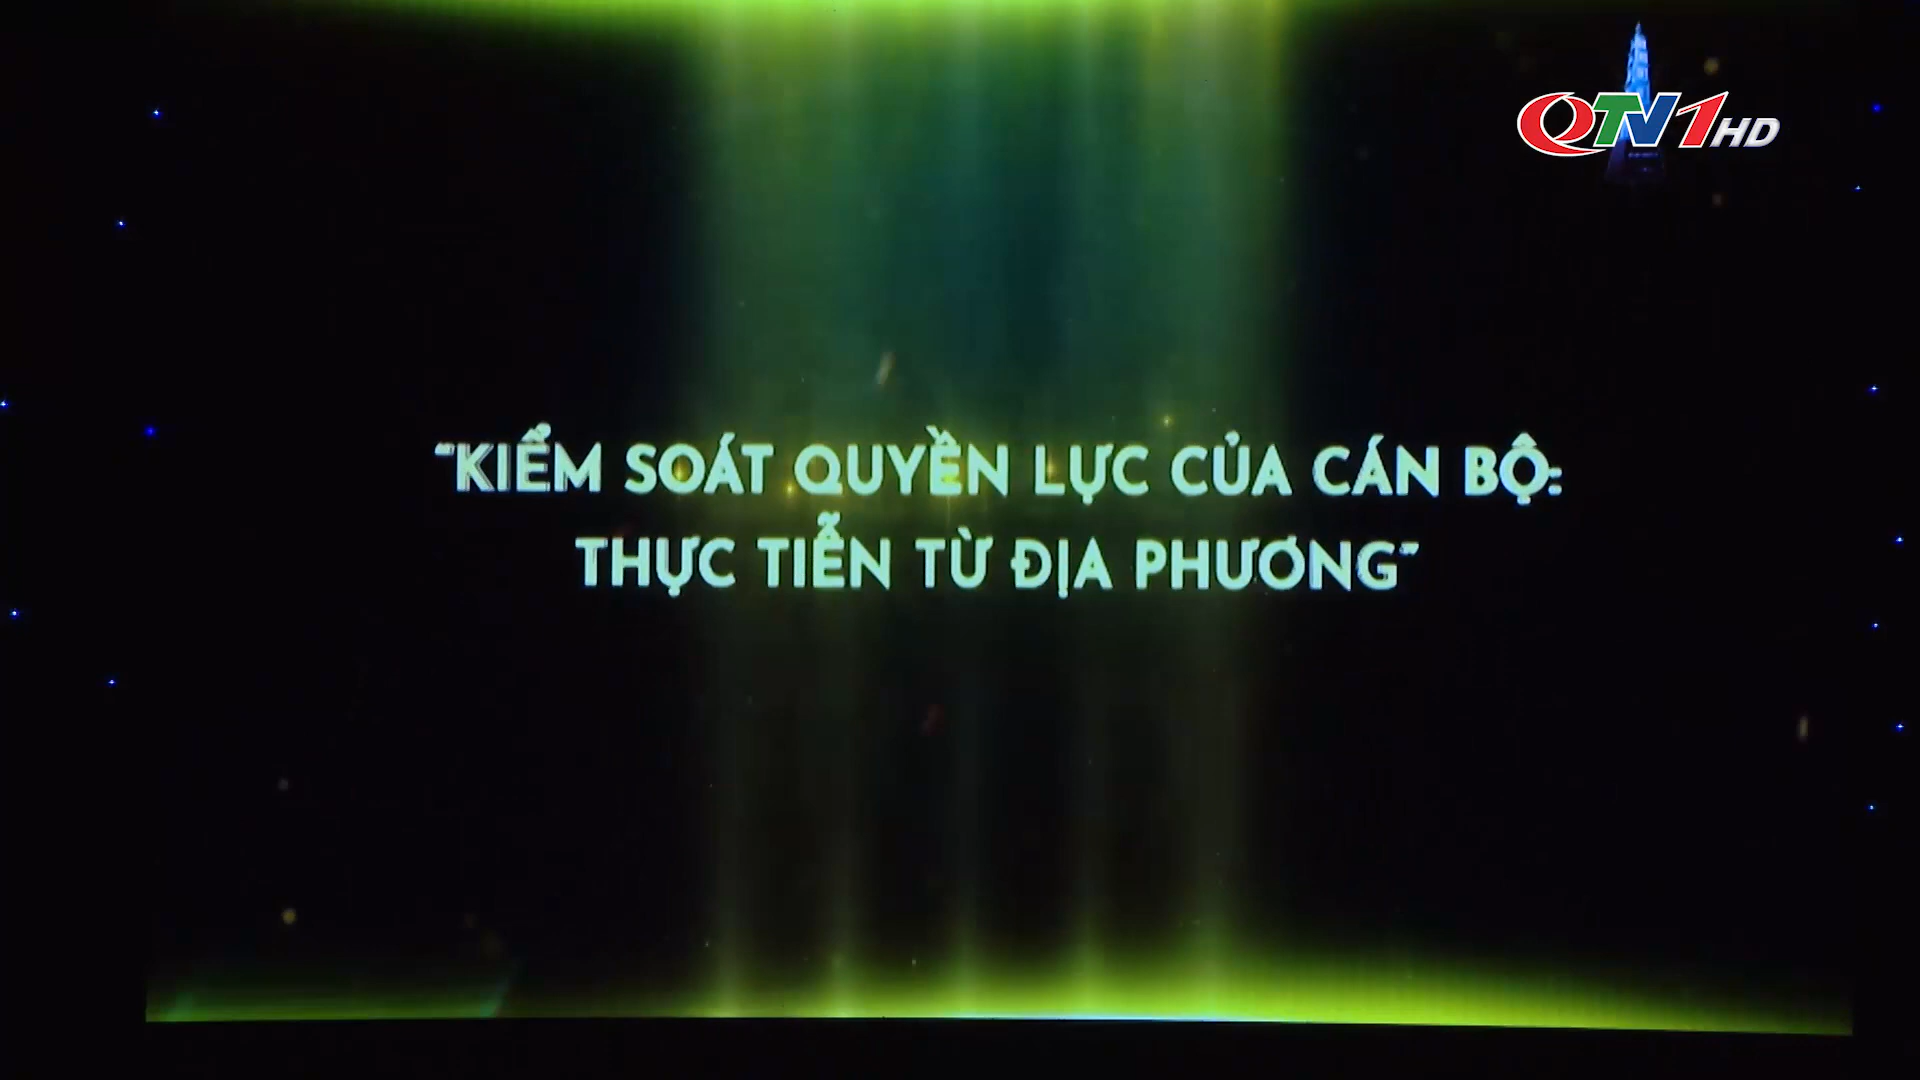 QTV1HD
"KIỂM SOÁT QUYỀN LỰC CỦA CÁN BỘ:
THỰC TIỄN TỪ ĐỊA PHƯƠNG"